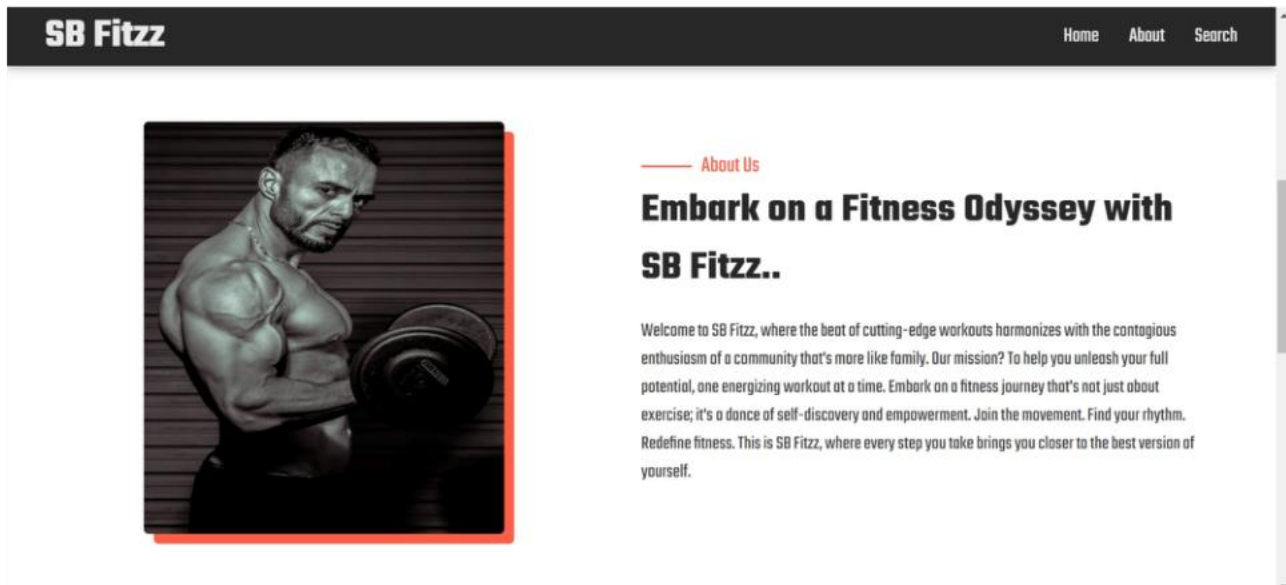 SB Fitzz
Home About Search
About Us
Embark on a Fitness Odyssey with
SB Fitzz..
Welcome to SB Fitzz, where the beat of cutting-edge workouts harmonizes with the contagious
enthusiasm of a community that's more like family. Our mission? To help you unleash your full
potential, one energizing workout at a time. Embark on a fitness journey that's not just about
exercise; it's a dance of self-discovery and empowerment. Join the movement. Find your rhythm.
Redefine fitness. This is SB Fitzz, where every step you take brings you closer to the best version of
yourself.